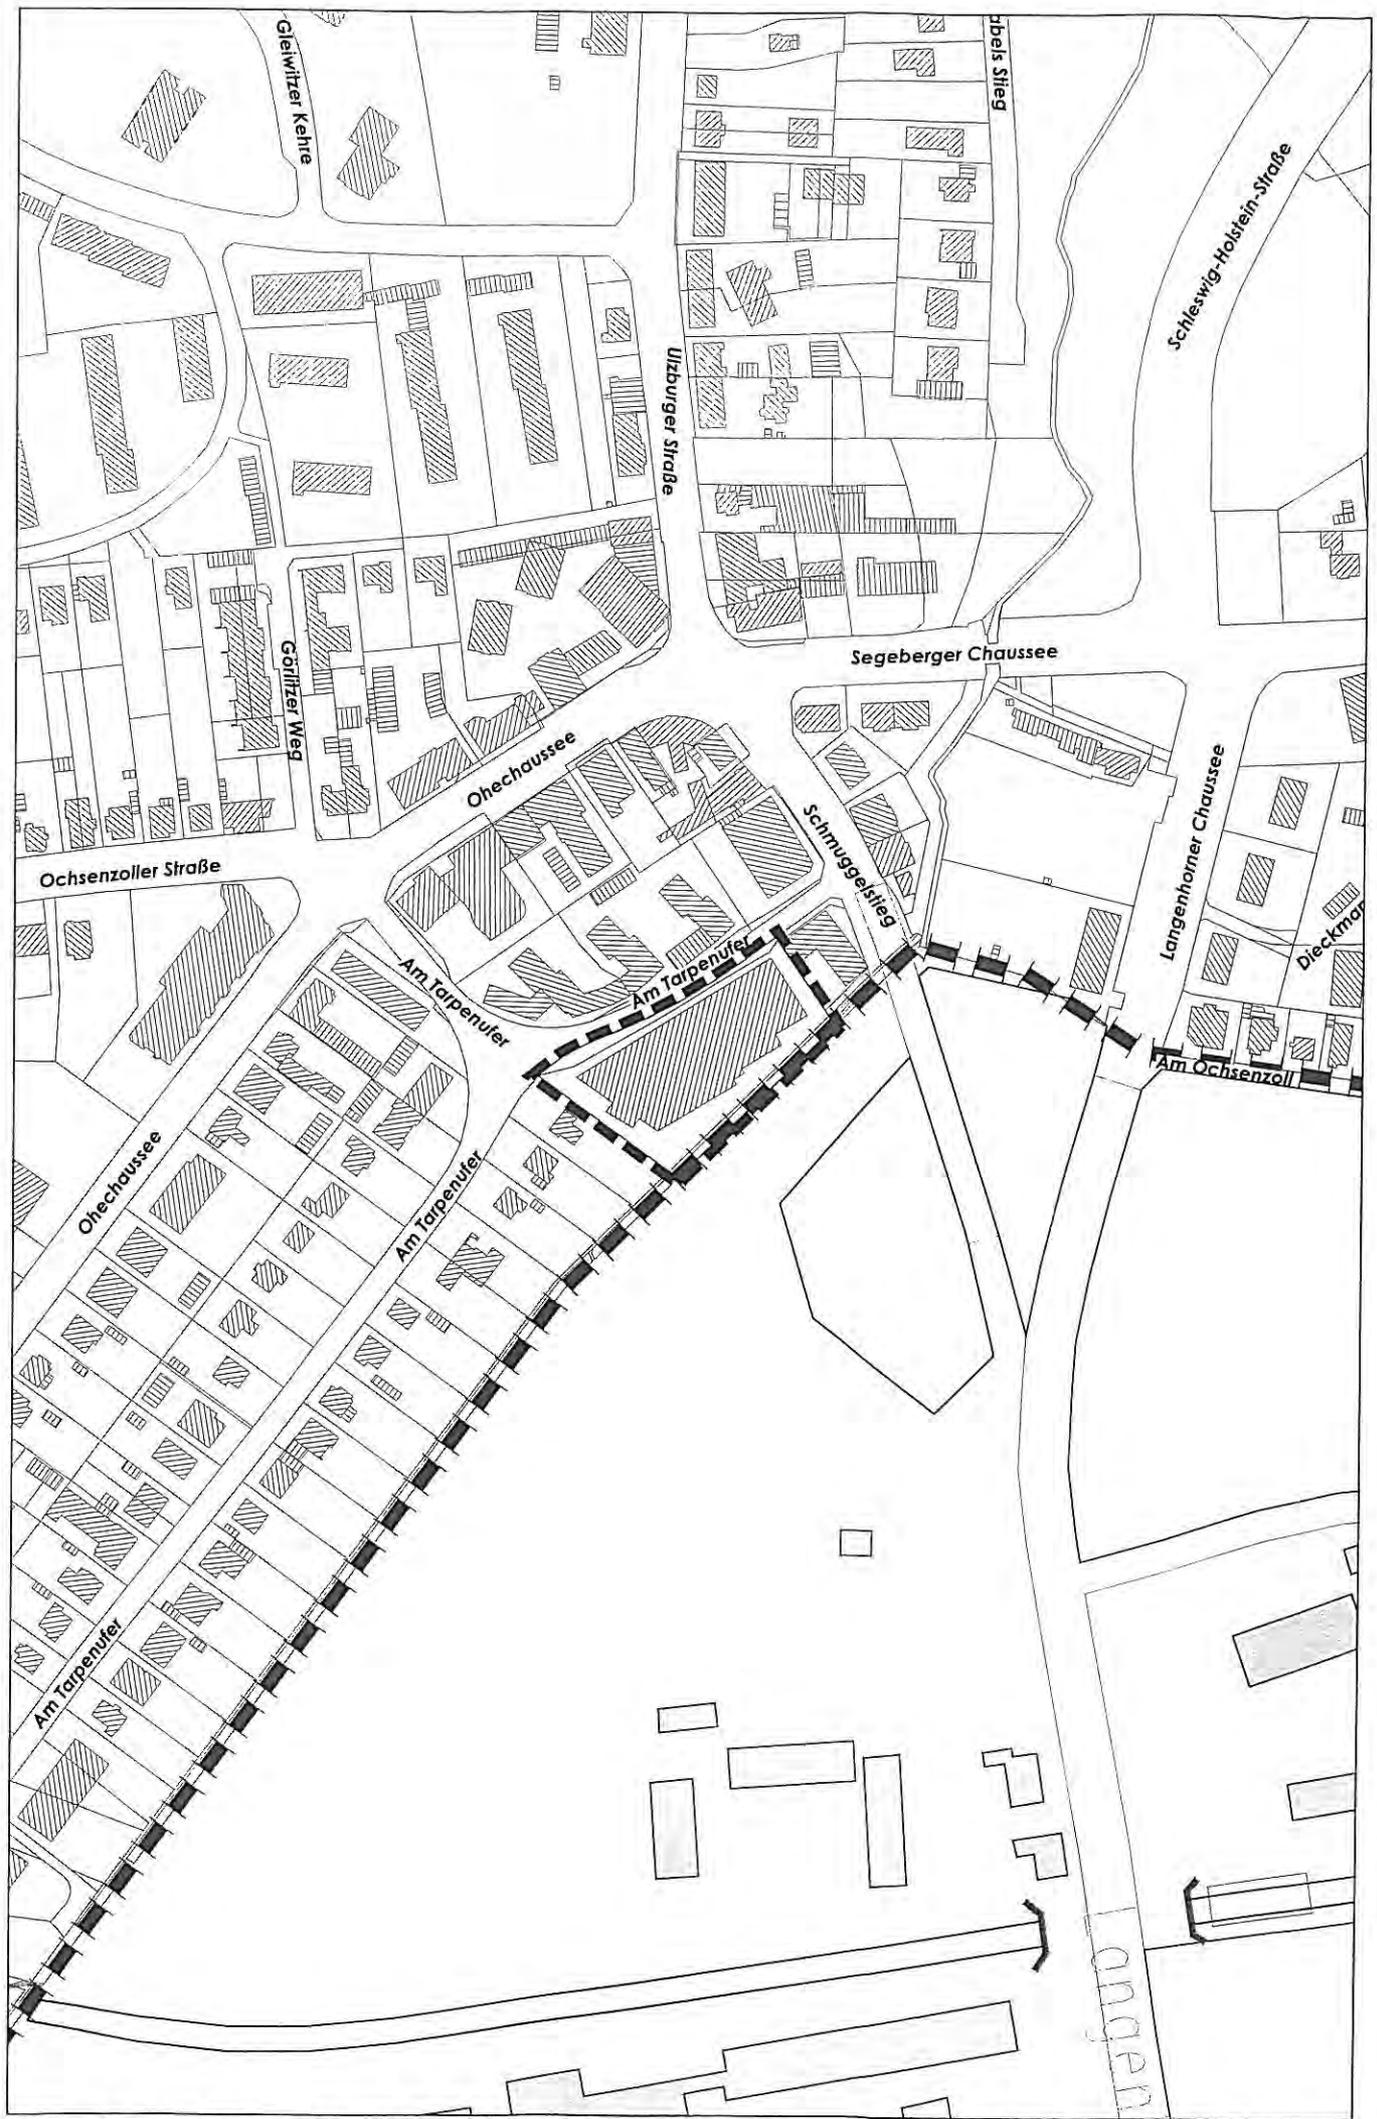 Gleiwitzer Kehre
abels Stieg
Schleswig-Holstein-Straße
Ulzburger Straße
Segeberger Chaussee
Görlitzer Weg
Ohechaussee
Langenhorner Chaussee
Schmuggelstieg
Ochsenzoller Straße
Dieckmar
Am Tarpenufer
Am Tarpenufer
Am Ochsenzoll
Ohechaussee
Am Tarpenufer
Am Tarpenufer
Langen